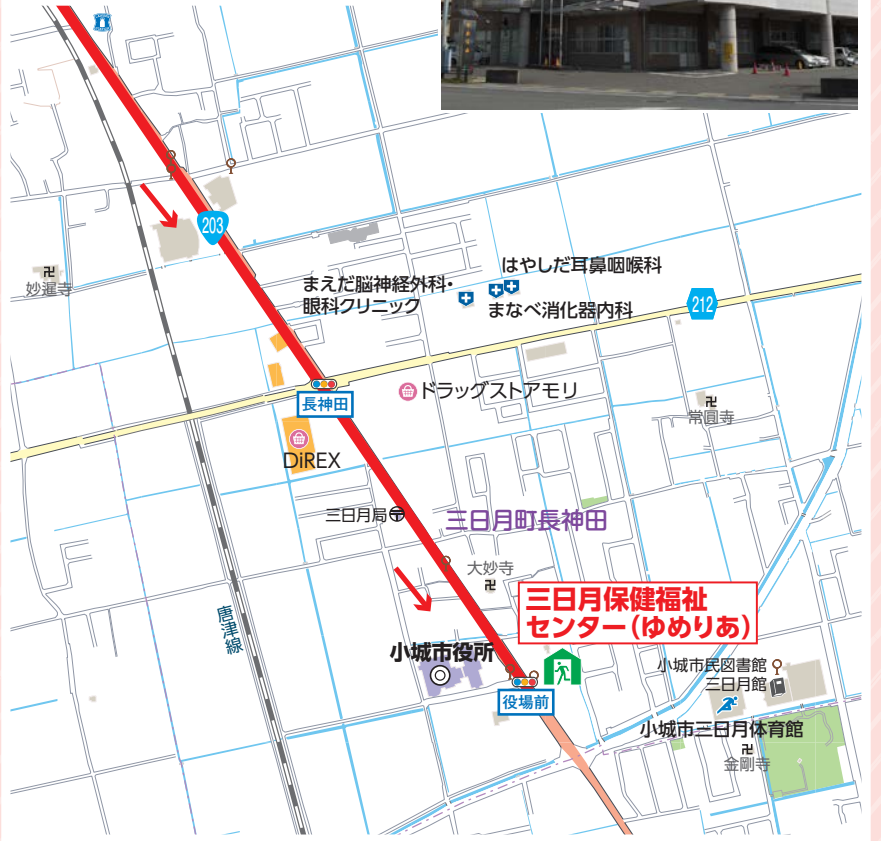 203
妙暹寺
まえだ脳神経外科・
眼科クリニック
はやしだ耳鼻咽喉科
まなべ消化器内科
212
長神田
ドラッグストアモリ
常圓寺
DiREX
三日月局
三日月町長神田
大妙寺
三日月保健福祉
センター（ゆめりあ）
唐津線
小城市役所
役場前
小城市民図書館
三日月館
小城市三日月体育館
金剛寺